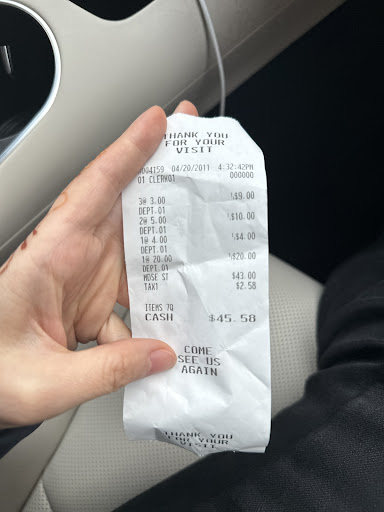 THANK YOU
FOR YOUR
VISIT
004159 04/20/2011 4:32:42PM
01 CLERK01 000000
3@ 3.00 \$9.00
DEPT.01
2@ 5.00 \$10.00
DEPT.01
1@ 4.00 \$4.00
DEPT.01
1@ 20.00 \$20.00
DEPT.01
MDSE ST $43.00
TAX1 $2.58
ITEMS 7Q
CASH $45.58
COME
SEE US
AGAIN
THANK YOU
FOR YOUR
VISIT